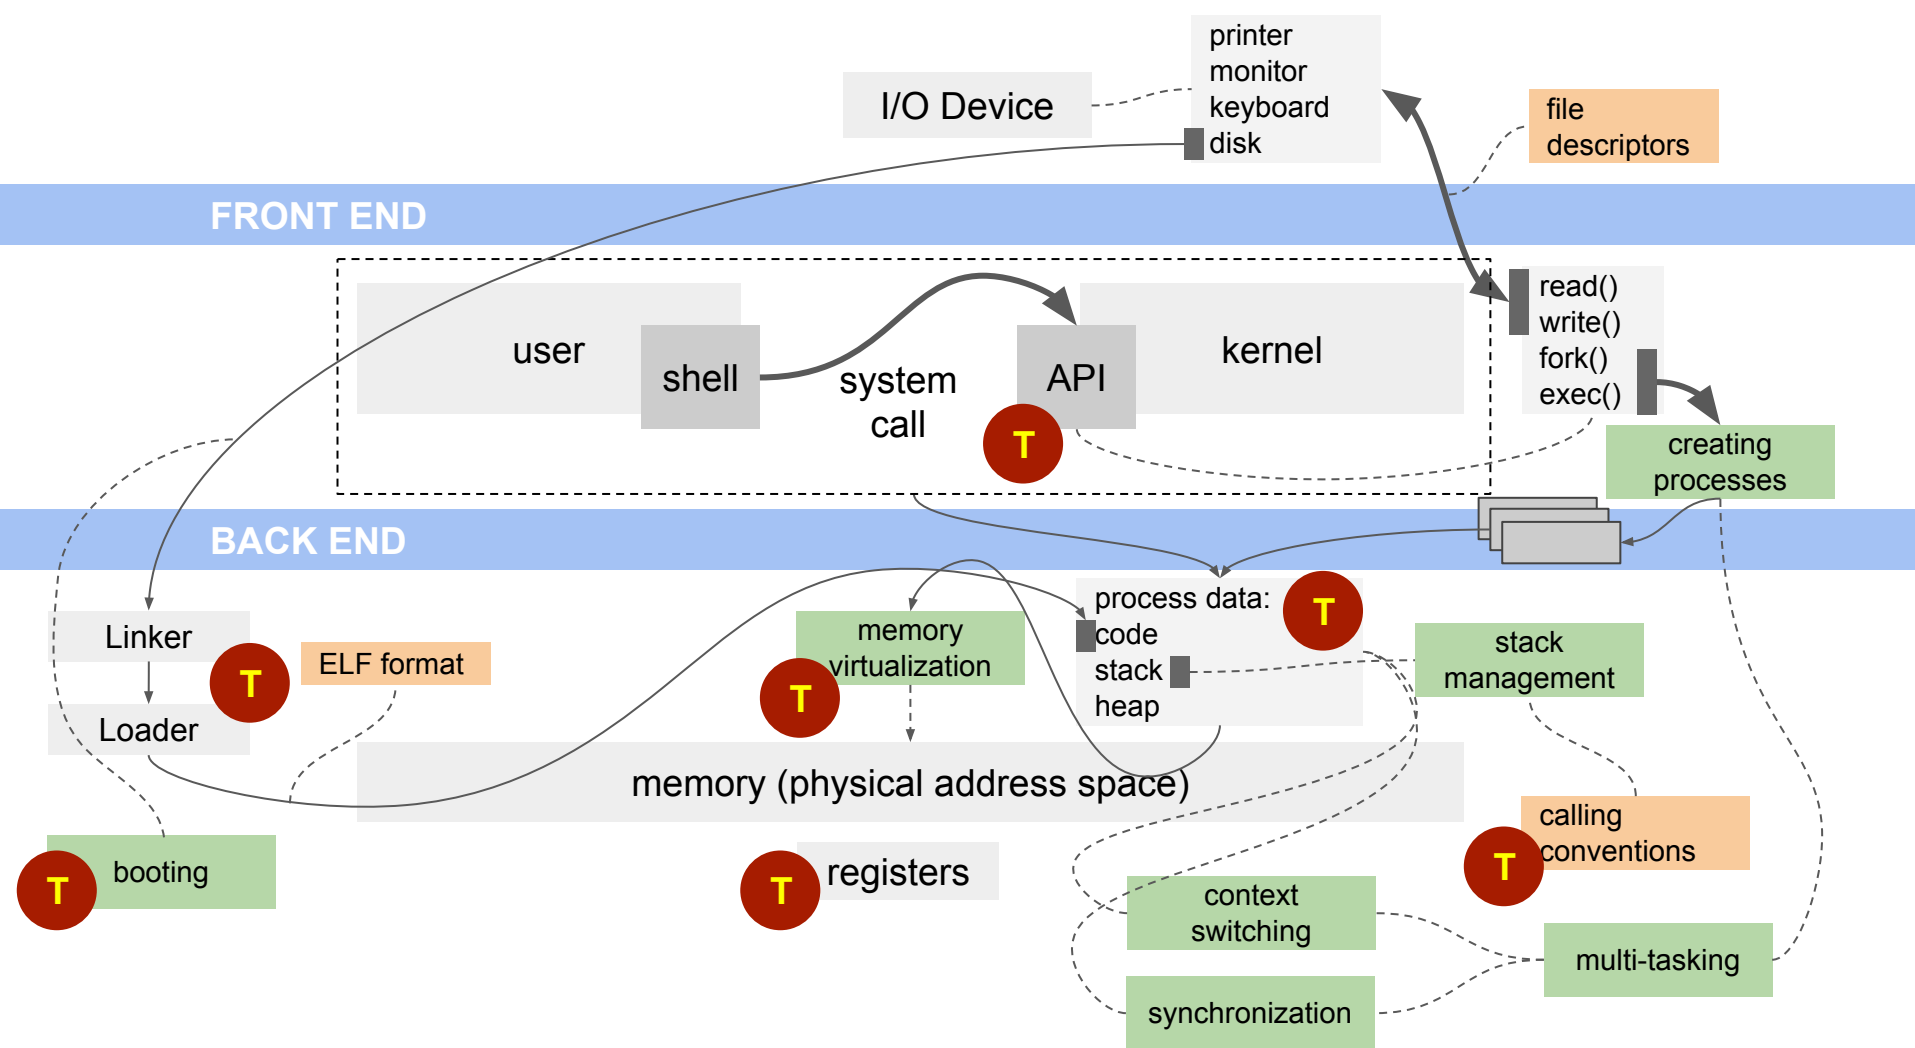 printer
monitor
keyboard
disk
I/O Device
file
descriptors
FRONT END
read()
write()
fork()
exec()
user
shell
system
call
API
kernel
T
creating
processes
BACK END
process data:
code
stack
heap
T
memory
virtualization
T
stack
management
Linker
T
ELF format
Loader
memory (physical address space)
calling
conventions
T
booting
T
registers
T
context
switching
multi-tasking
synchronization